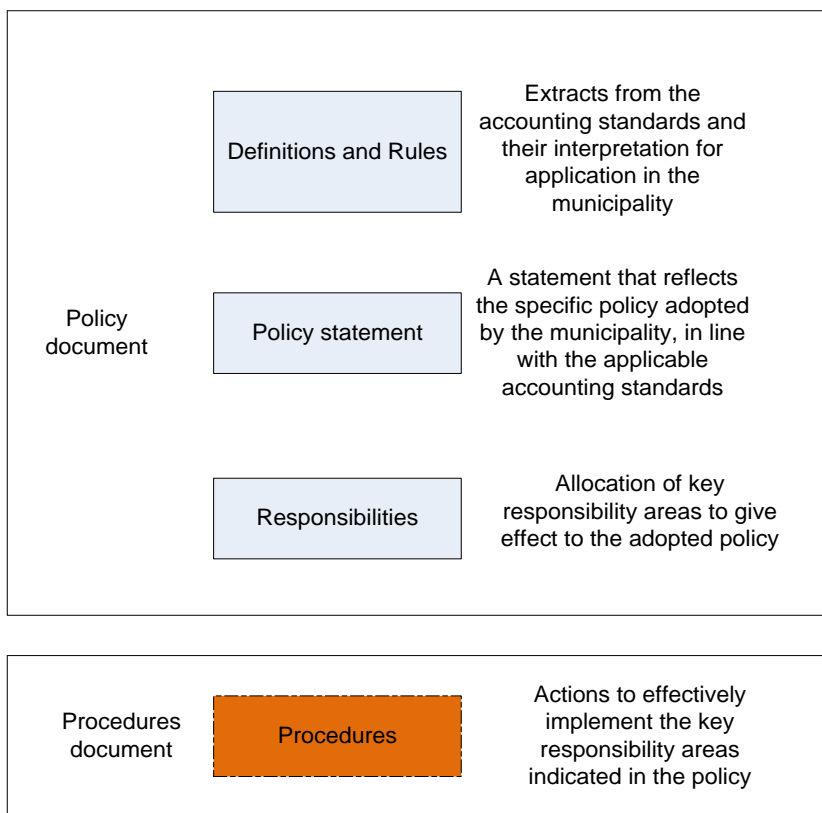 Definitions and Rules
Extracts from the
accounting standards and
their interpretation for
application in the
municipality
Policy
document
Policy statement
A statement that reflects
the specific policy adopted
by the municipality, in line
with the applicable
accounting standards
Responsibilities
Allocation of key
responsibility areas to give
effect to the adopted policy
Procedures
document
Procedures
Actions to effectively
implement the key
responsibility areas
indicated in the policy